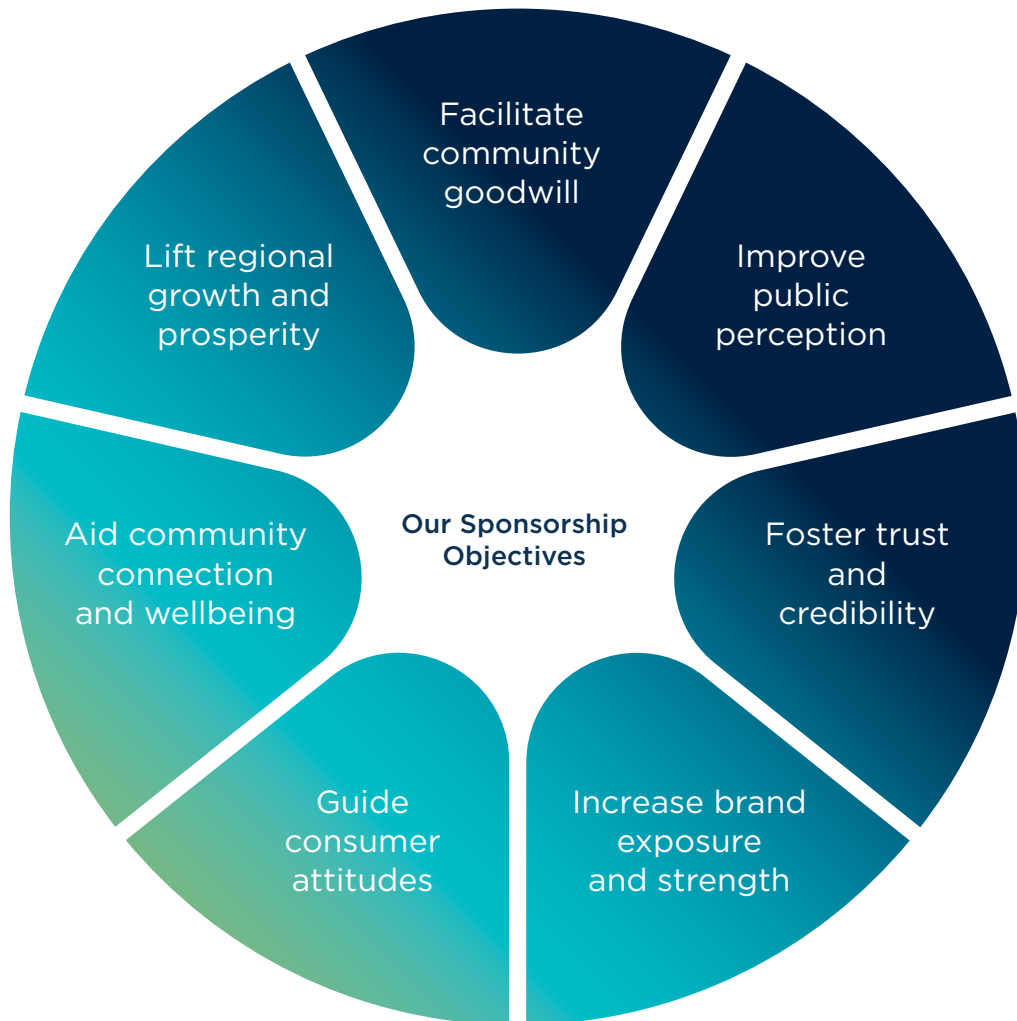 Facilitate
community
goodwill
Improve
public
perception
Foster trust
and
credibility
Increase brand
exposure
and strength
Guide
consumer
attitudes
Aid community
connection
and wellbeing
Lift regional
growth and
prosperity
Our Sponsorship
Objectives